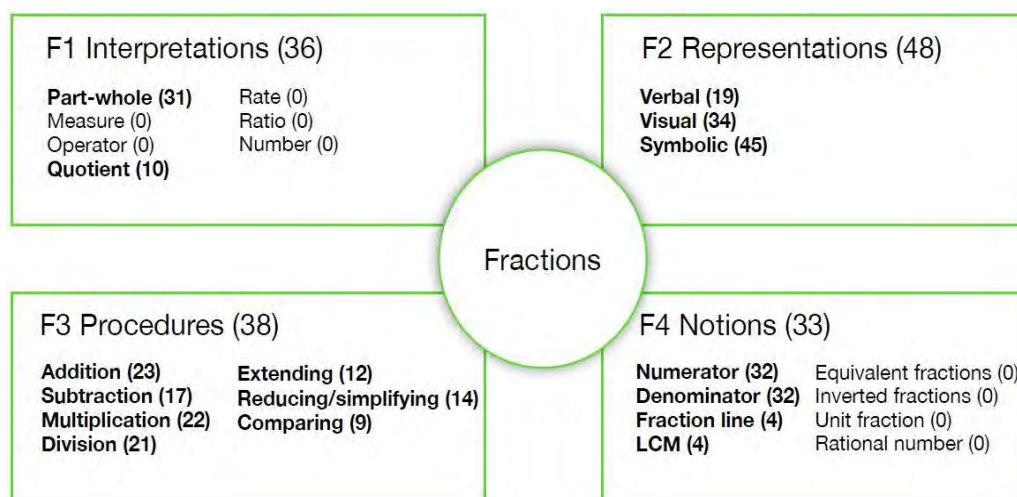 F1 Interpretations (36)
Part-whole (31)
Measure (0)
Operator (0)
Quotient (10)
Rate (0)
Ratio (0)
Number (0)
F2 Representations (48)
Verbal (19)
Visual (34)
Symbolic (45)
Fractions
F3 Procedures (38)
Addition (23)
Subtraction (17)
Multiplication (22)
Division (21)
Extending (12)
Reducing/simplifying (14)
Comparing (9)
F4 Notions (33)
Numerator (32)
Denominator (32)
Fraction line (4)
LCM (4)
Equivalent fractions (0)
Inverted fractions (0)
Unit fraction (0)
Rational number (0)